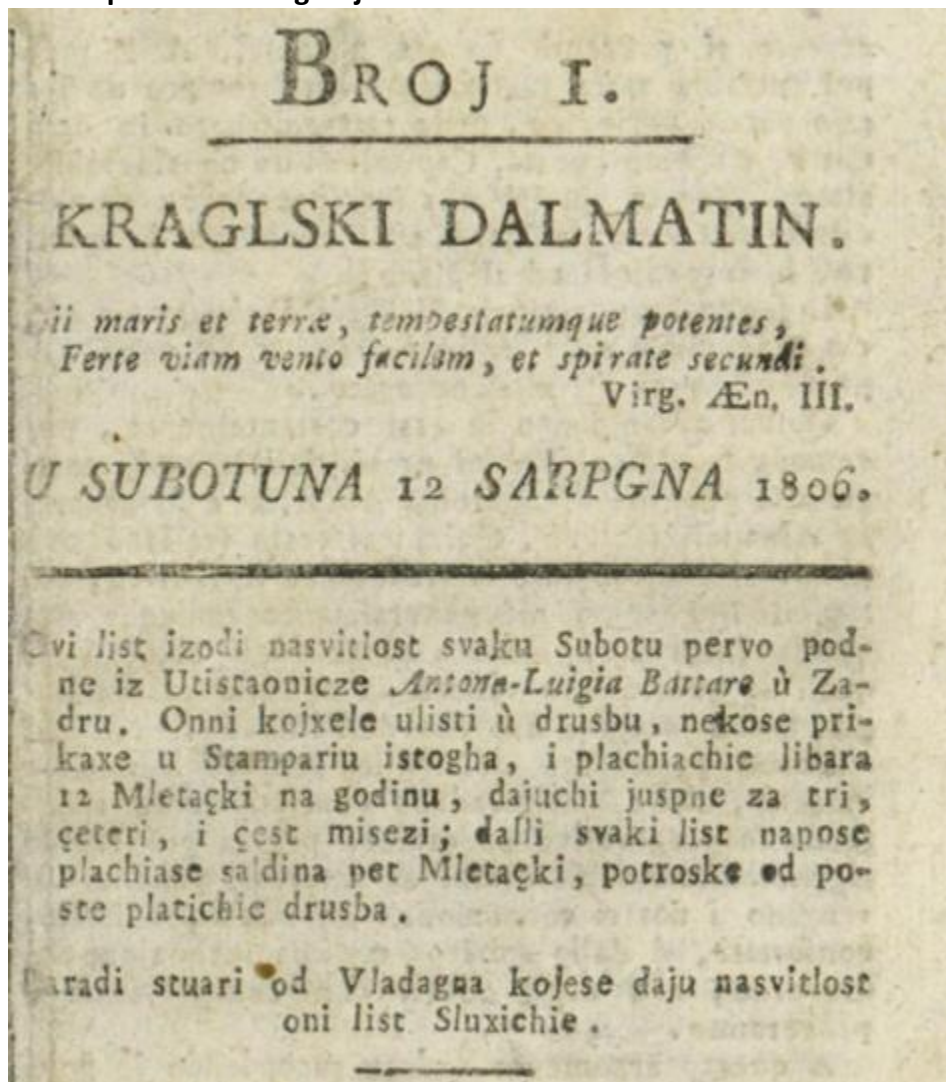 BROJ I.
KRAGLSKI DALMATIN.
Dii maris et terræ, tempestatumque potentes,
Ferte viam vento facilem, et spirate secundi.
Virg. Æn. III.
U SUBOTUNA 12 SARPGNA 1806.
Ovi list izodi nasvitlost svaku Subotu pervo pod-
ne iz Utistaonicze Antona-Luigia Battare ù Za-
dru. Onni kojxele ulisti ù drusbu, nekose pri-
kaxe u Stampariu istogha, i plachiachie libara
12 Mletaçki na godinu, dajuchi juspne za tri,
çeteri, i çest misezi; dalli svaki list napose
plachiase saldina pet Mletaçki, potroske od po-
ste platichie drusba.
Caradi stuari od Vladagna kojese daju nasvitlost
oni list Sluxichie.